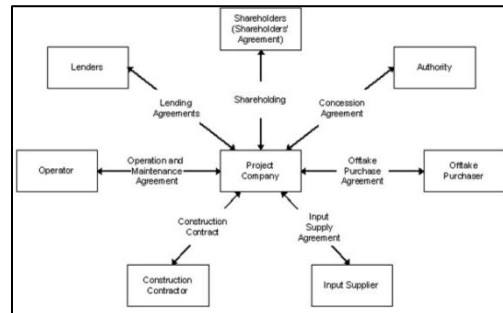 Shareholders
(Shareholders'
Agreement)
Lenders
Authority
Lending
Agreements
Shareholding
Concession
Agreement
Operator
Operation and
Maintenance
Agreement
Project
Company
Offtake
Purchase
Agreement
Offtake
Purchaser
Construction
Contract
Input
Supply
Agreement
Construction
Contractor
Input Supplier